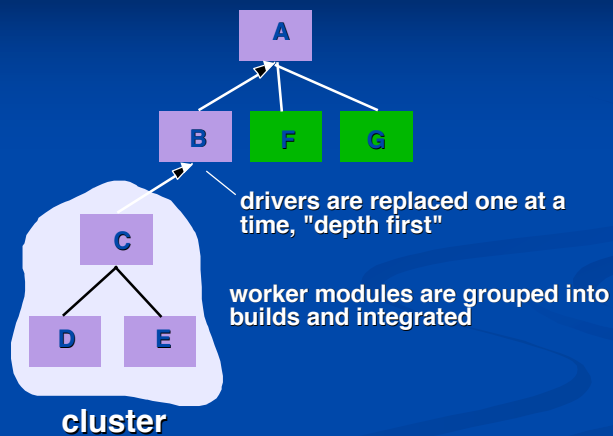 A
B
F
G
drivers are replaced one at a
time, "depth first"
C
worker modules are grouped into
builds and integrated
D
E
cluster